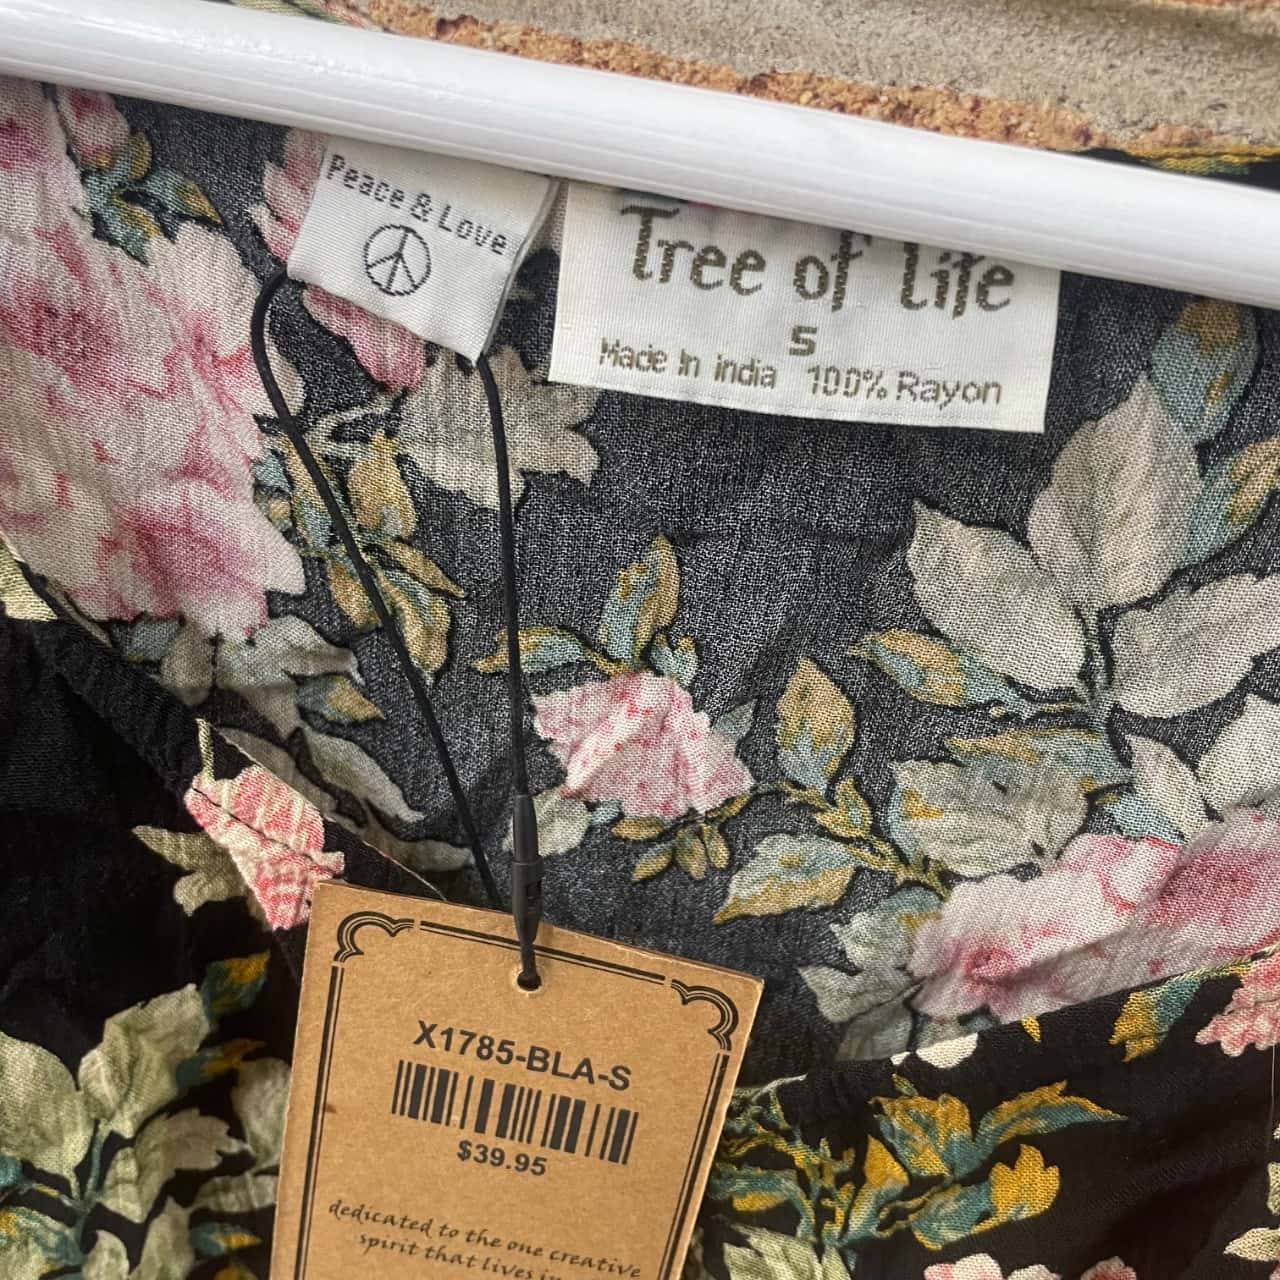 Peace & Love
Tree of life
S
Made In india 100% Rayon
X1785-BLA-S
$39.95
dedicated to the one creative
spirit that lives in